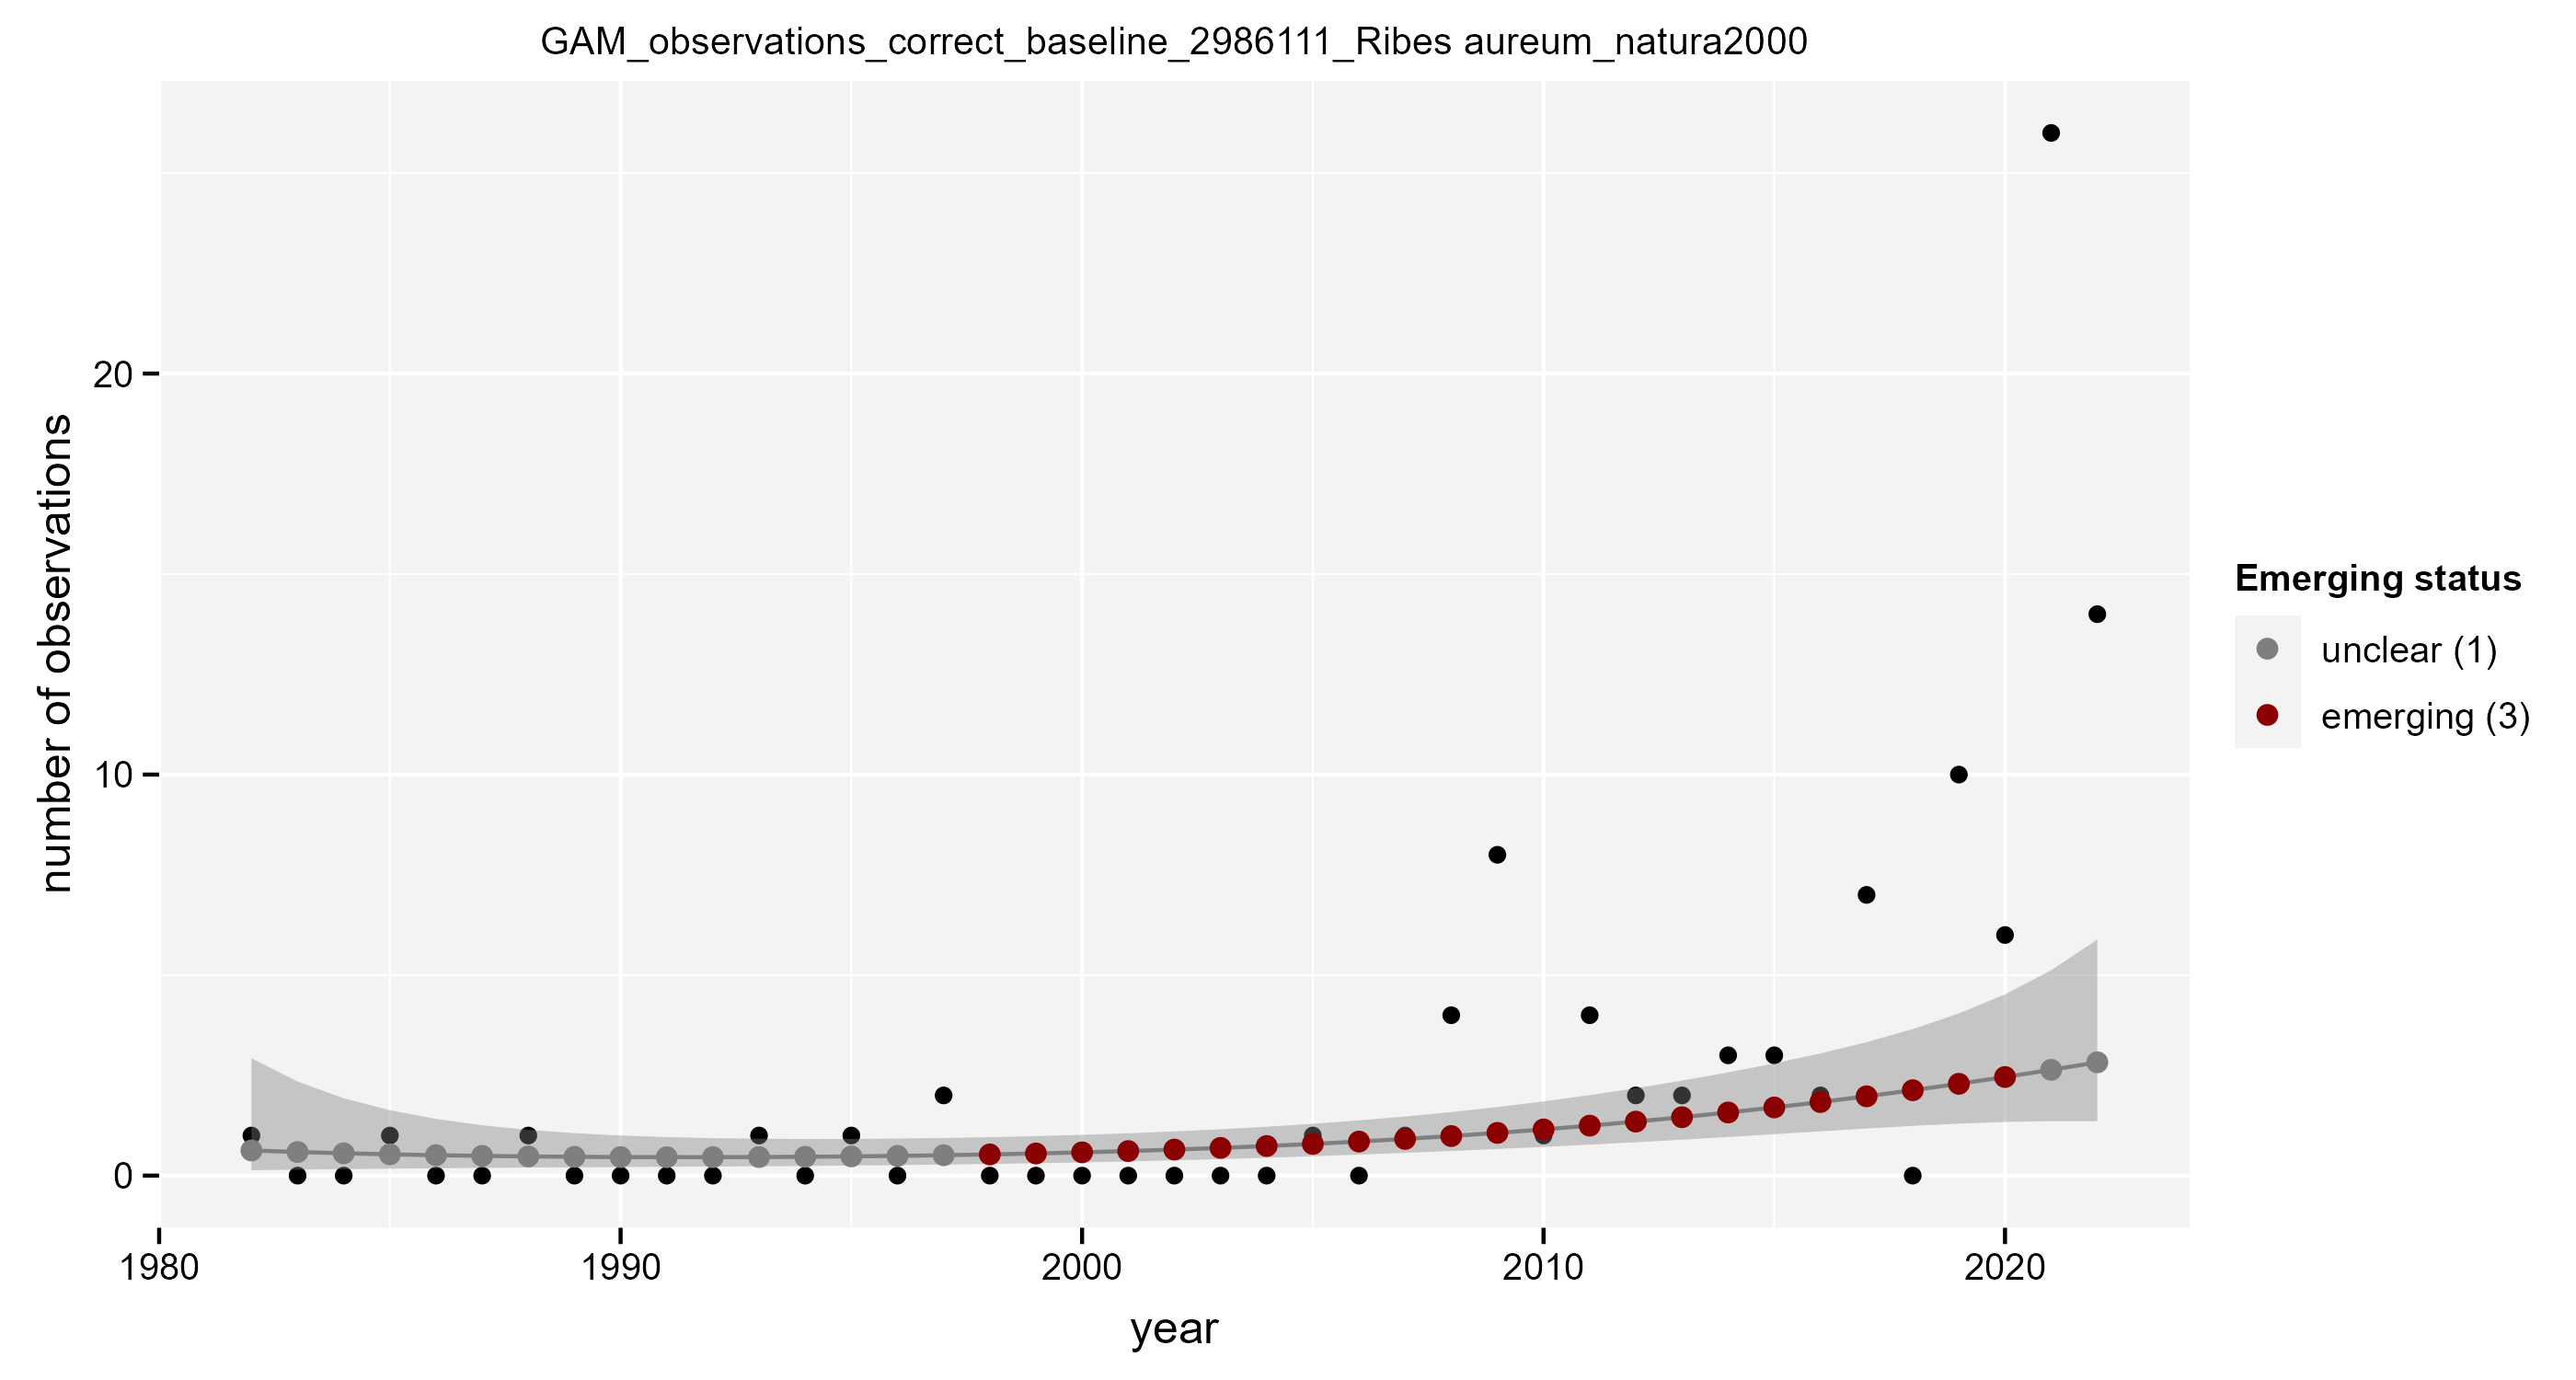 GAM_observations_correct_baseline_2986111_Ribes aureum_natura2000
number of observations
20
10
0
1980
1990
2000
2010
2020
year
Emerging status
unclear (1)
emerging (3)